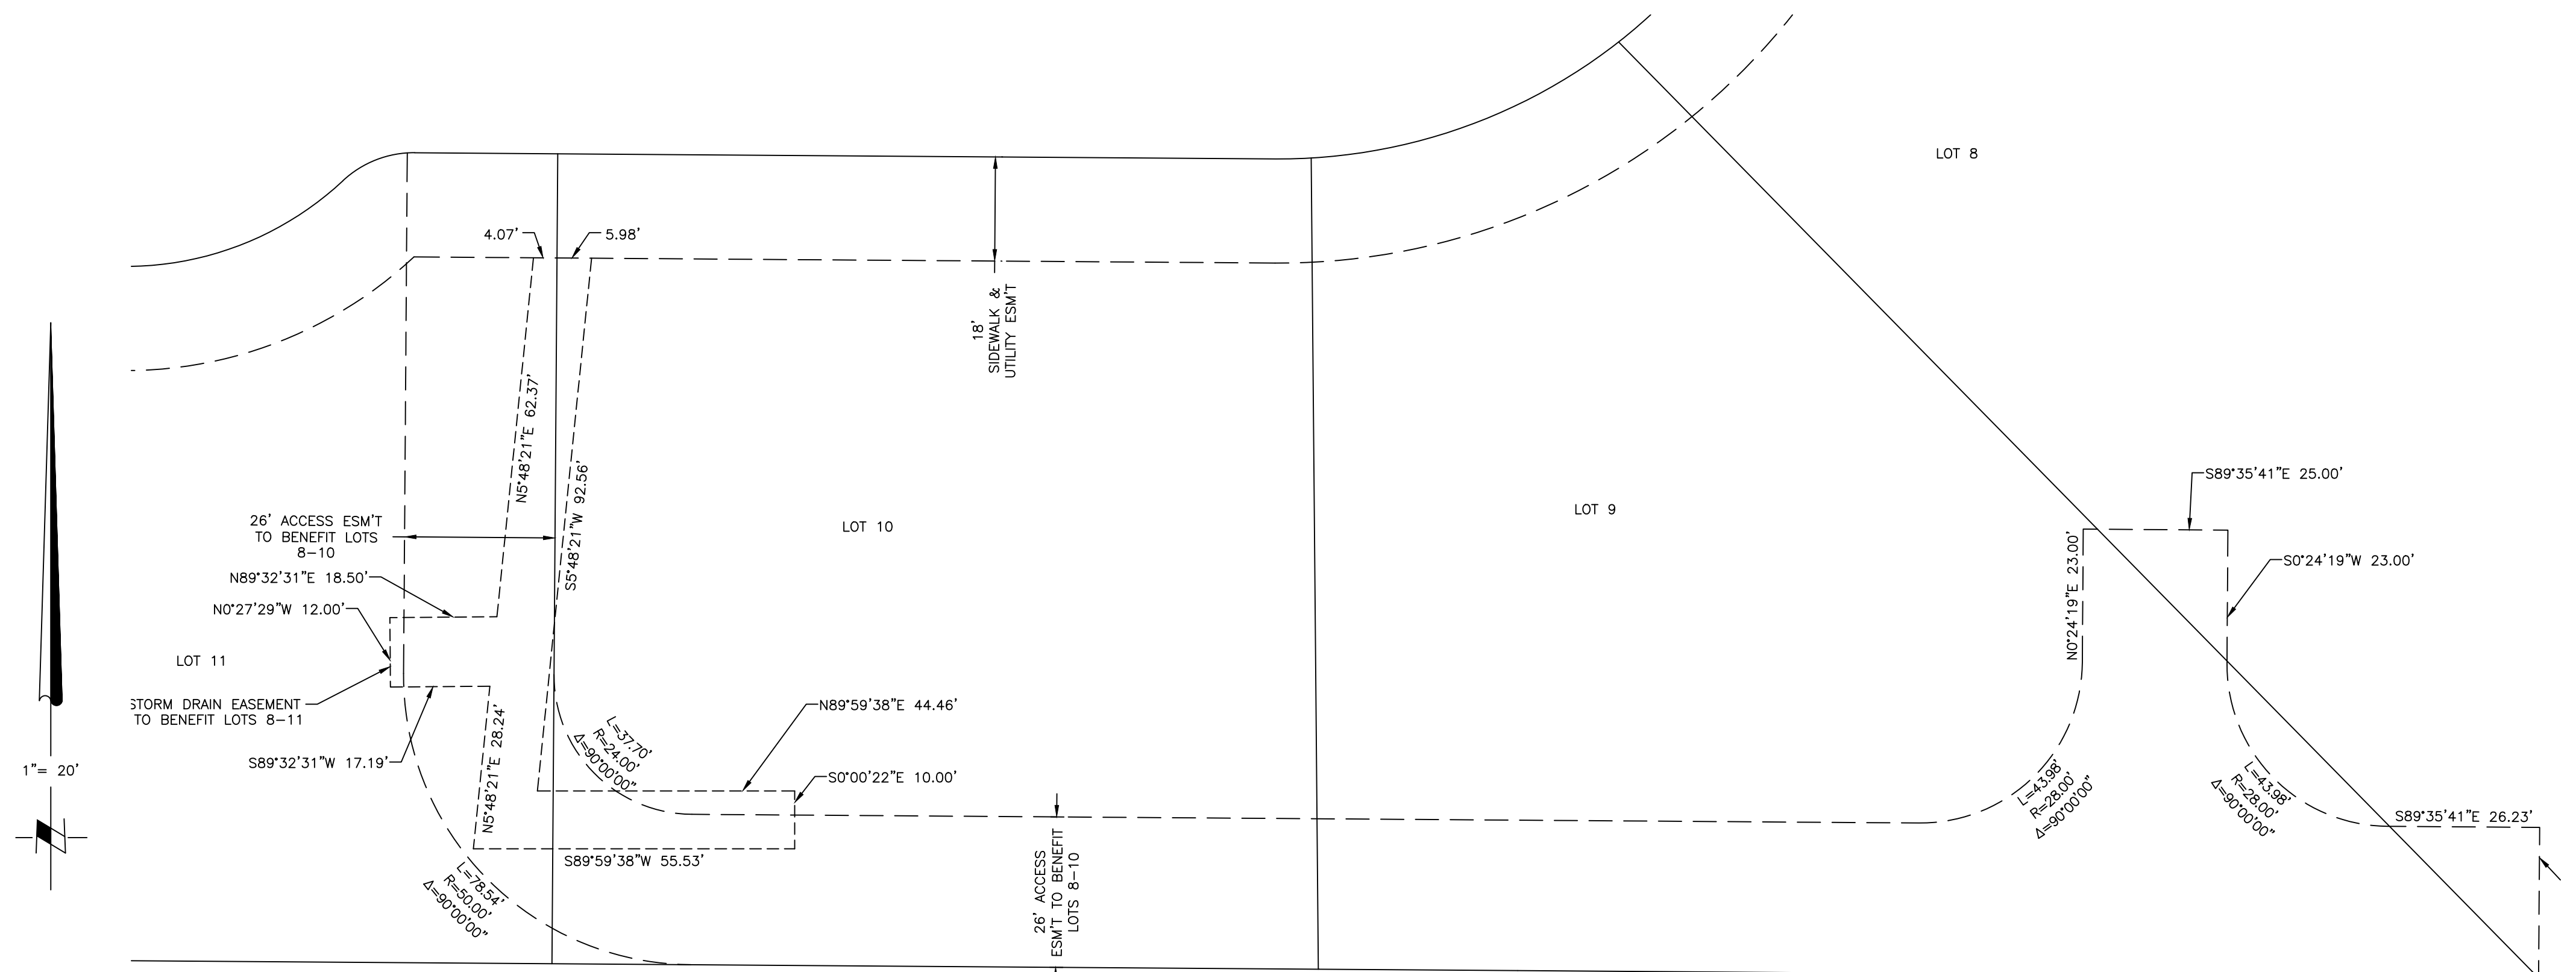 LOT 8
4.07'
5.98'
18'
SIDEWALK &
UTILITY ESM'T
N5°48'21"E 62.37'
S5°48'21"W 92.56'
S89°35'41"E 25.00'
26' ACCESS ESM'T
TO BENEFIT LOTS
8-10
LOT 10
LOT 9
N0°24'19"E 23.00'
S0°24'19"W 23.00'
N89°32'31"E 18.50'
N0°27'29"W 12.00'
LOT 11
STORM DRAIN EASEMENT
TO BENEFIT LOTS 8-11
N89°59'38"E 44.46'
L=37.70'
R=24.00'
Δ=90°00'00"
N5°48'21"E 28.24'
S89°32'31"W 17.19'
1"= 20'
S0°00'22"E 10.00'
L=43.98'
R=28.00'
Δ=90°00'00"
L=43.98'
R=28.00'
Δ=90°00'00"
S89°35'41"E 26.23'
S89°59'38"W 55.53'
L=78.54'
R=50.00'
Δ=90°00'00"
26' ACCESS
ESM'T TO BENEFIT
LOTS 8-10